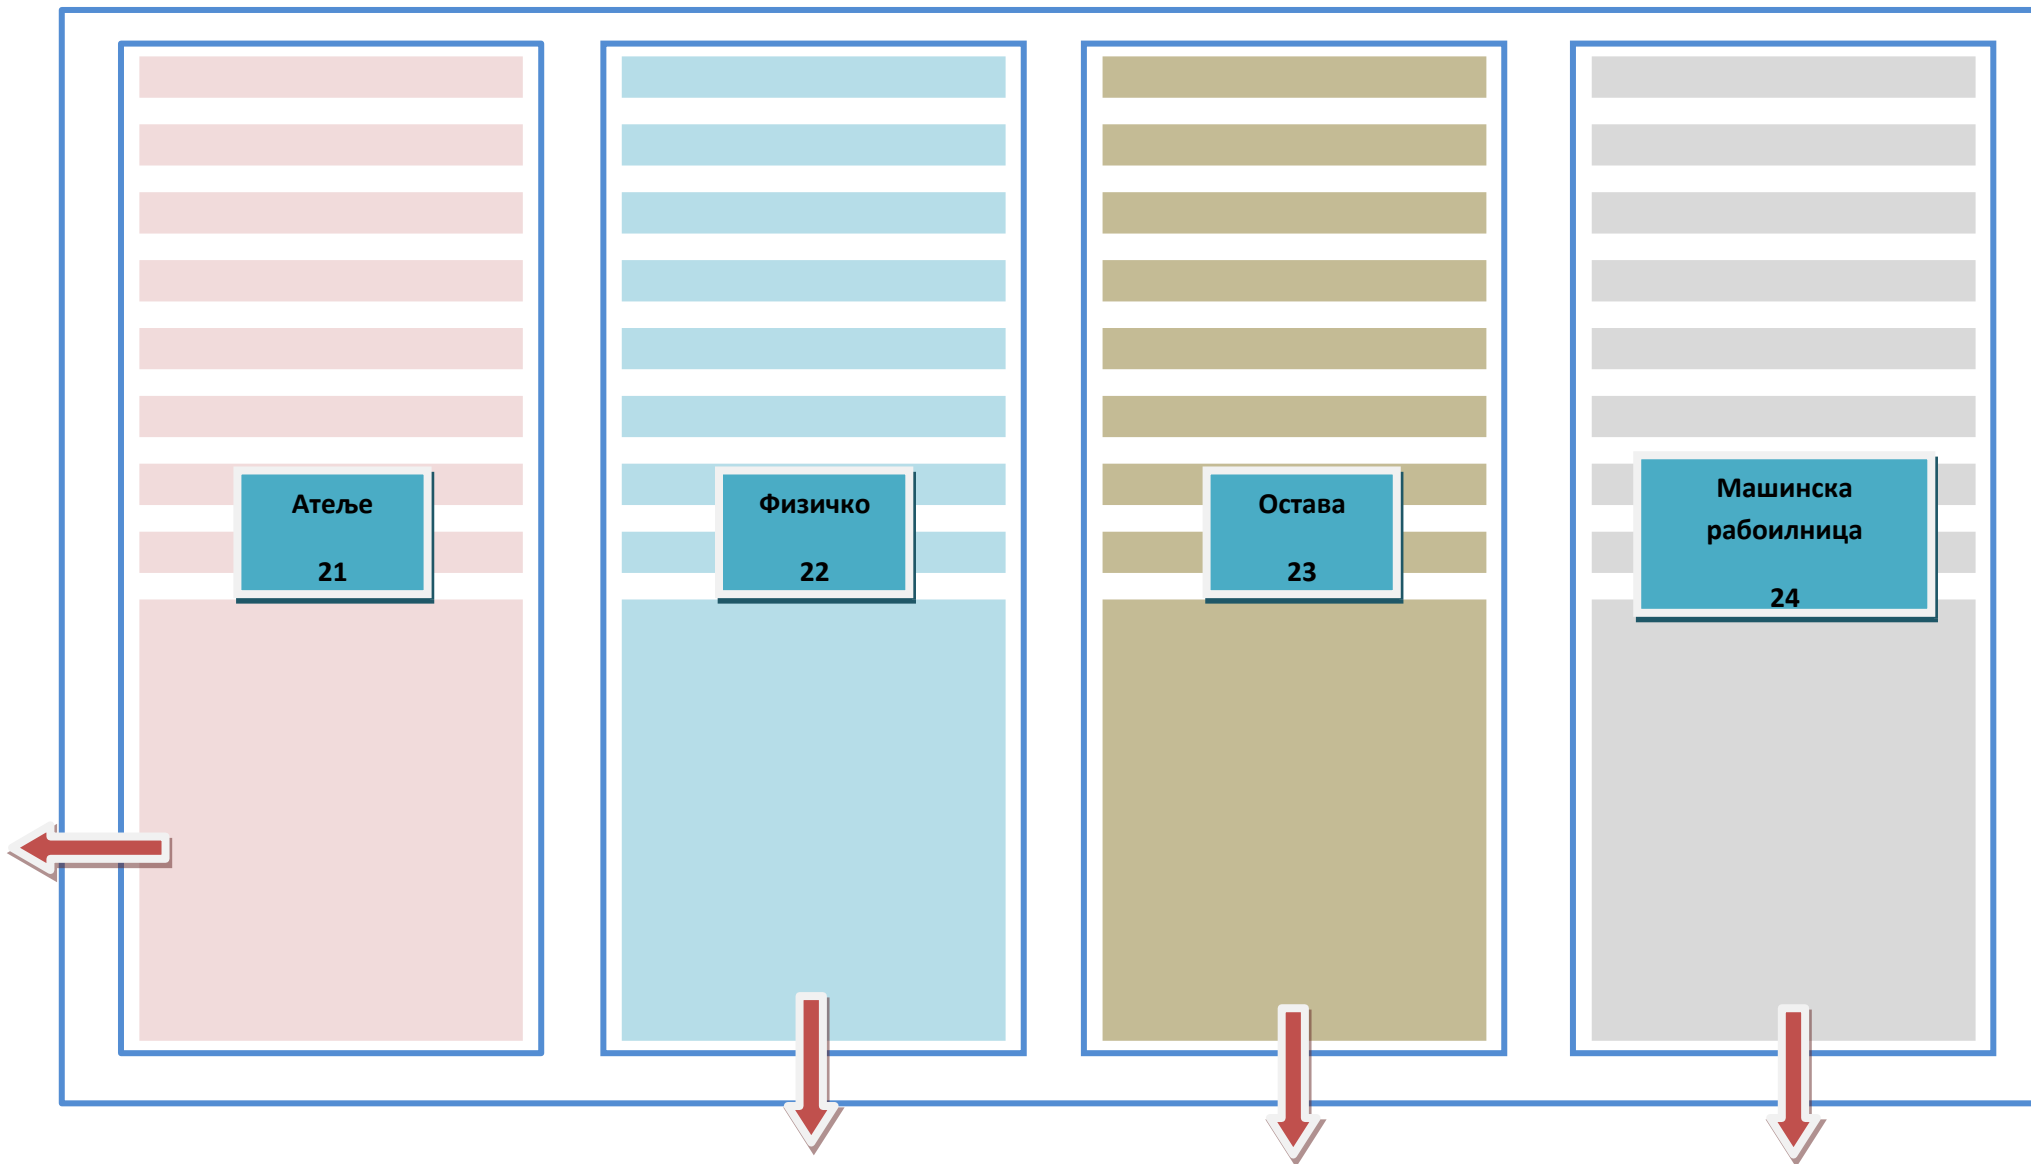 Атеље
21
Физичко
22
Остава
23
Машинска
рабоилница
24